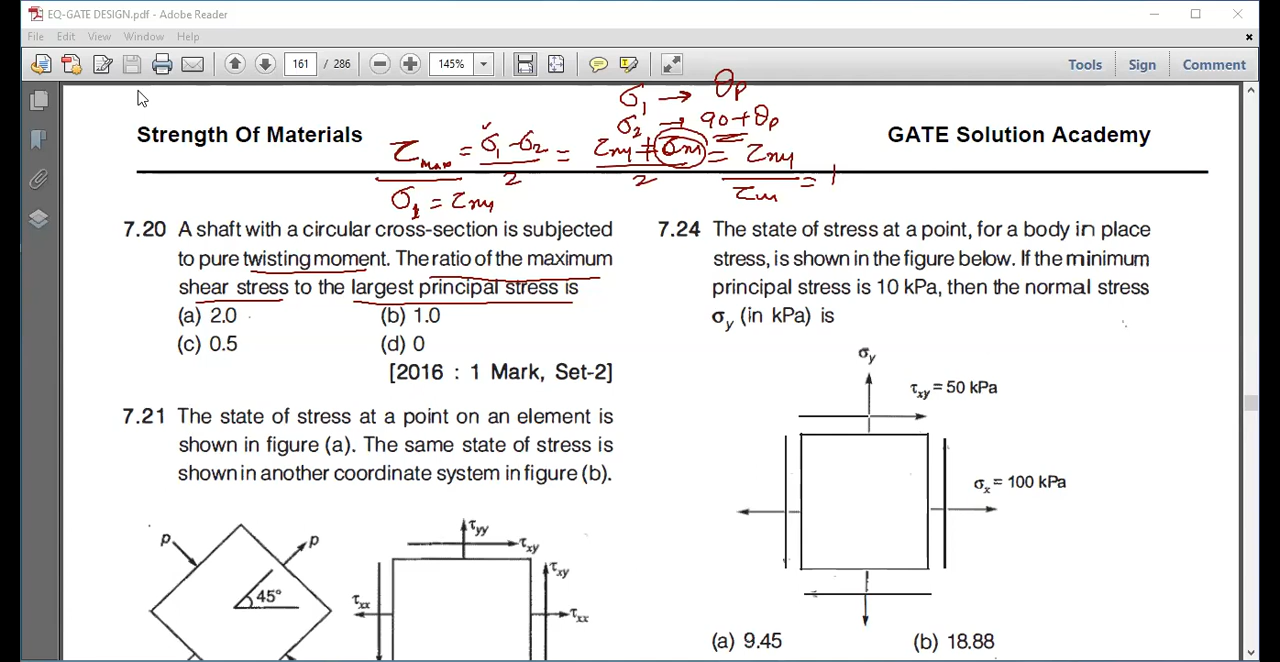 EQ-GATE DESIGN.pdf - Adobe Reader
File Edit View Window Help
161 / 286 145% Tools Sign Comment
σ₁ → θp
σ₂ → 90+θp
Strength Of Materials
GATE Solution Academy
τmax = σ₁ - σ₂ / 2 = τxy + / 2 = τxy / τxy = 1
σ₁ = τxy
7.20 A shaft with a circular cross-section is subjected
to pure twisting moment. The ratio of the maximum
shear stress to the largest principal stress is
(a) 2.0 (b) 1.0
(c) 0.5 (d) 0
[2016 : 1 Mark, Set-2]
7.21 The state of stress at a point on an element is
shown in figure (a). The same state of stress is
shown in another coordinate system in figure (b).
p p
45°
τyy
τxy
τxy
τxx
τxx
7.24 The state of stress at a point, for a body in place
stress, is shown in the figure below. If the minimum
principal stress is 10 kPa, then the normal stress
σy (in kPa) is
σy
τxy = 50 kPa
σx = 100 kPa
(a) 9.45 (b) 18.88